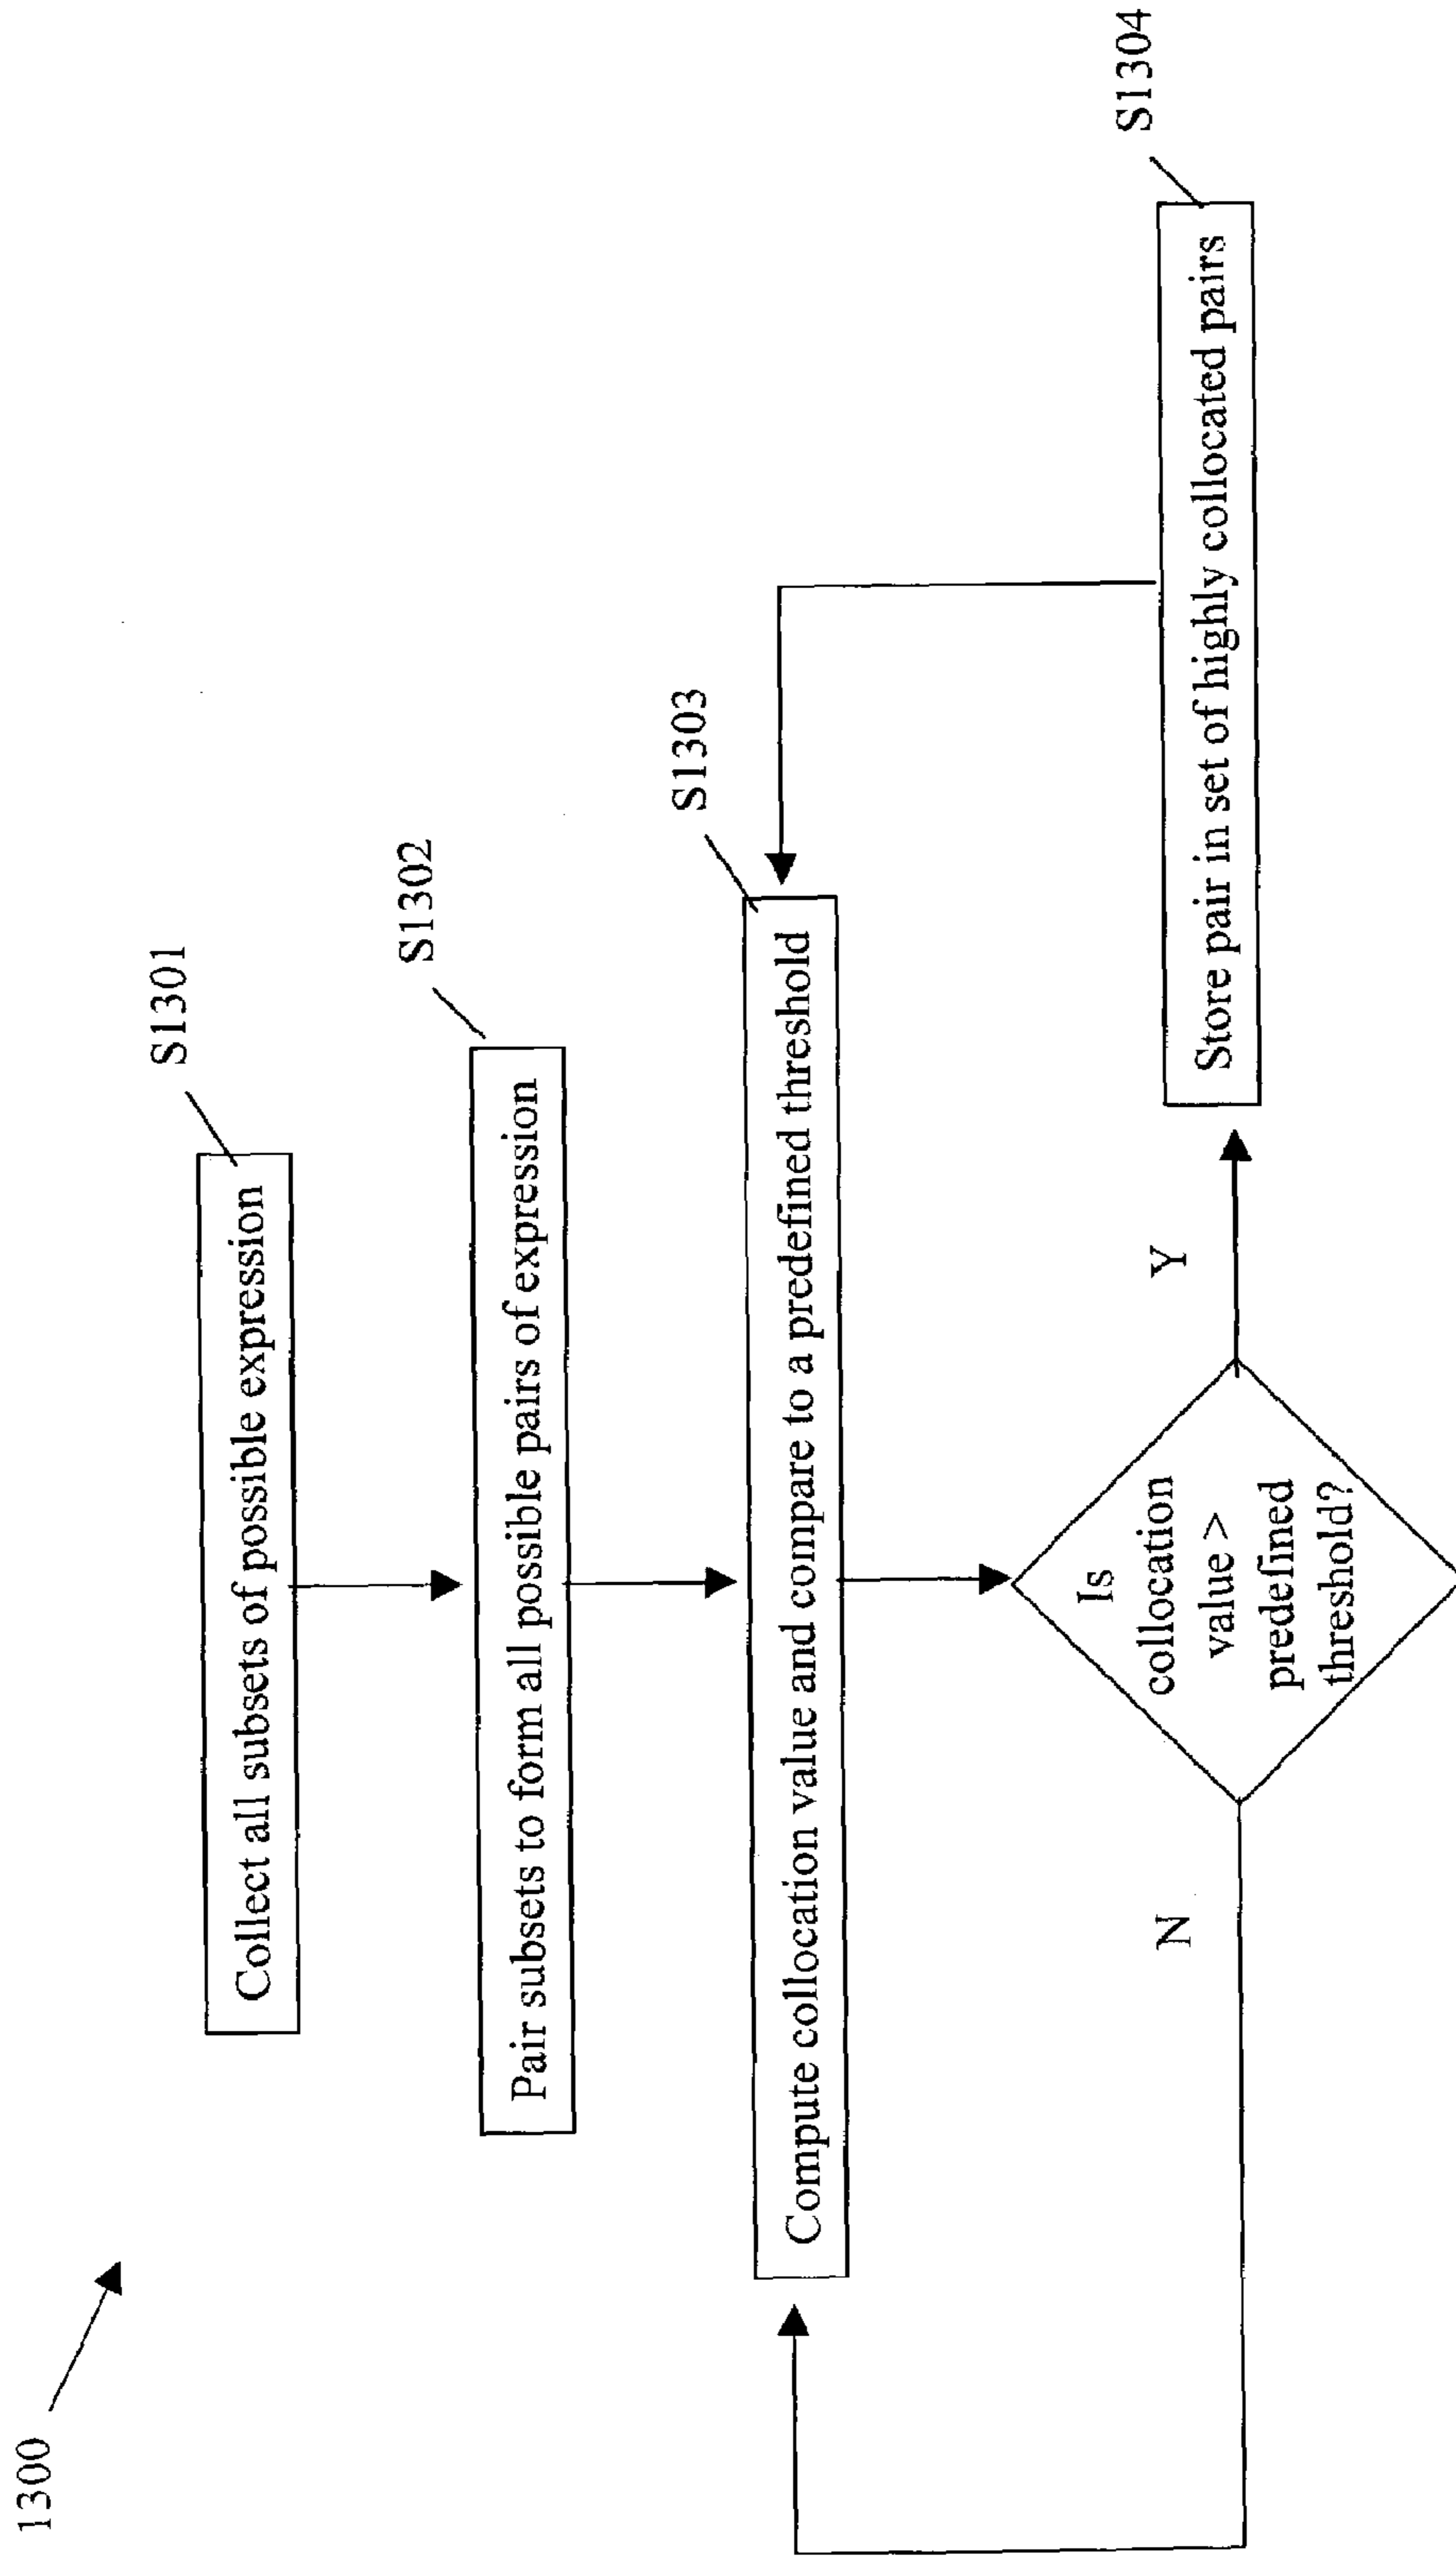 1300
S1301
Collect all subsets of possible expression
S1302
Pair subsets to form all possible pairs of expression
S1303
Compute collocation value and compare to a predefined threshold
Is
collocation
value >
predefined
threshold?
N
Y
S1304
Store pair in set of highly collocated pairs